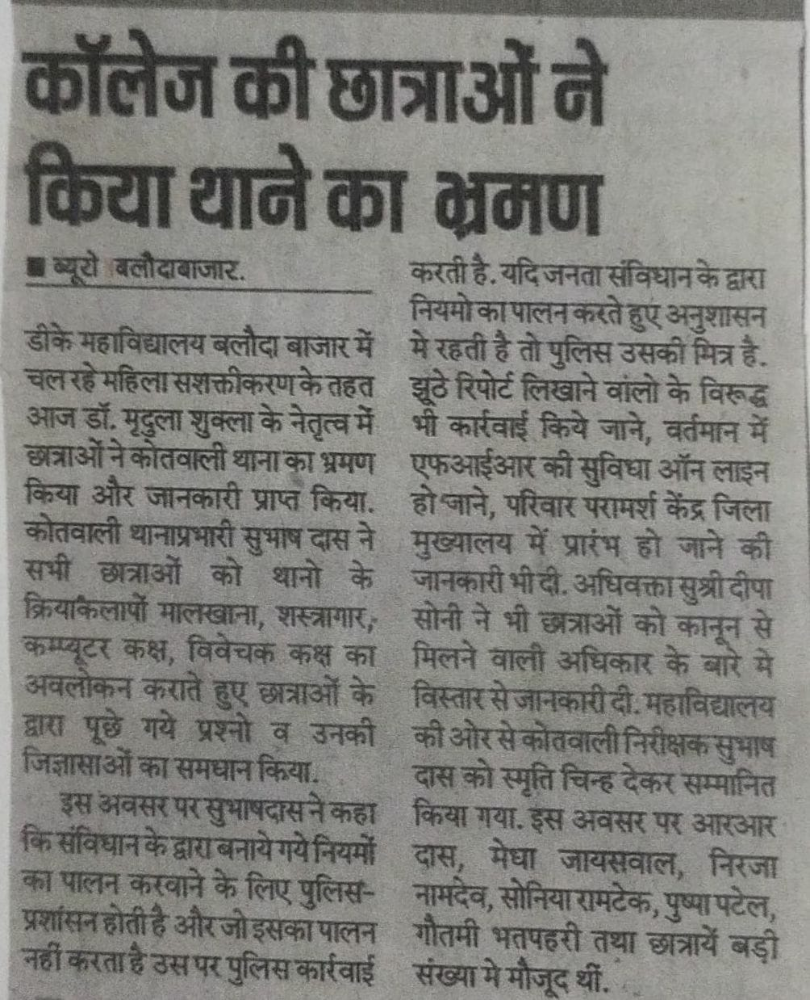 कॉलेज की छात्राओं ने
किया थाने का भ्रमण
■ ब्यूरो बलौदाबाजार.
डीके महाविद्यालय बलौदा बाजार में
चल रहे महिला सशक्तीकरण के तहत
आज डॉ. मृदुला शुक्ला के नेतृत्व में
छात्राओं ने कोतवाली थाना का भ्रमण
किया और जानकारी प्राप्त किया.
कोतवाली थानाप्रभारी सुभाष दास ने
सभी छात्राओं को थानो के
क्रियाकलापों मालखाना, शस्त्रागार,
कम्प्यूटर कक्ष, विवेचक कक्ष का
अवलोकन कराते हुए छात्राओं के
द्वारा पूछे गये प्रश्नो व उनकी
जिज्ञासाओं का समधान किया.
इस अवसर पर सुभाषदास ने कहा
कि संविधान के द्वारा बनाये गये नियमों
का पालन करवाने के लिए पुलिस-
प्रशांसन होती है और जो इसका पालन
नहीं करता है उस पर पुलिस कार्रवाई
करती है. यदि जनता संविधान के द्वारा
नियमो का पालन करते हुए अनुशासन
मे रहती है तो पुलिस उसकी मित्र है.
झूठे रिपोर्ट लिखाने वांलो के विरूद्ध
भी कार्रवाई किये जाने, वर्तमान में
एफआईआर की सुविधा ऑन लाइन
हो जाने, परिवार परामर्श केंद्र जिला
मुख्यालय में प्रारंभ हो जाने की
जानकारी भी दी. अधिवक्ता सुश्री दीपा
सोनी ने भी छात्राओं को कानून से
मिलने वाली अधिकार के बारे मे
विस्तार से जानकारी दी. महाविद्यालय
की ओर से कोतवाली निरीक्षक सुभाष
दास को स्मृति चिन्ह देकर सम्मानित
किया गया. इस अवसर पर आरआर
दास, मेघा जायसवाल, निरजा
नामदेव, सोनिया रामटेक, पुष्पा पटेल,
गौतमी भतपहरी तथा छात्रायें बड़ी
संख्या मे मौजूद थीं.